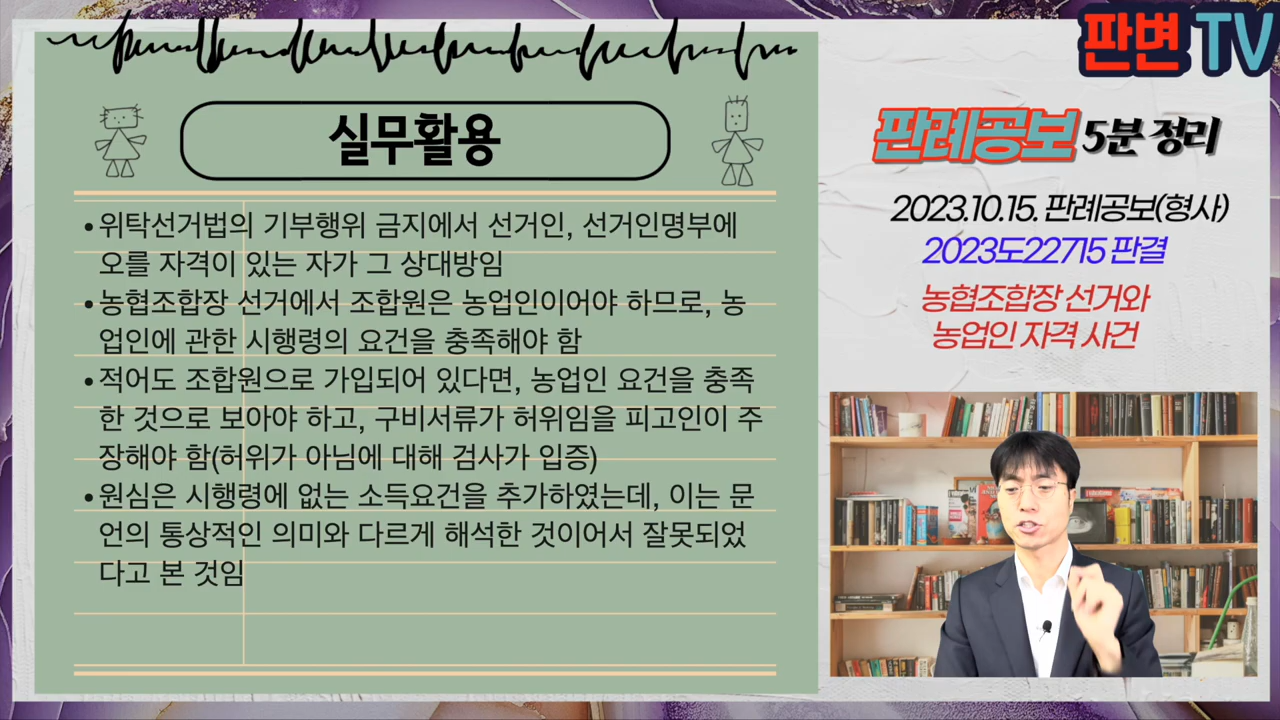 판변 TV
실무활용
• 위탁선거법의 기부행위 금지에서 선거인, 선거인명부에
오를 자격이 있는 자가 그 상대방임
• 농협조합장 선거에서 조합원은 농업인이어야 하므로, 농
업인에 관한 시행령의 요건을 충족해야 함
• 적어도 조합원으로 가입되어 있다면, 농업인 요건을 충족
한 것으로 보아야 하고, 구비서류가 허위임을 피고인이 주
장해야 함(허위가 아님에 대해 검사가 입증)
• 원심은 시행령에 없는 소득요건을 추가하였는데, 이는 문
언의 통상적인 의미와 다르게 해석한 것이어서 잘못되었
다고 본 것임
판례공보 5분 정리
2023.10.15. 판례공보(형사)
2023도22715 판결
농협조합장 선거와
농업인 자격 사건